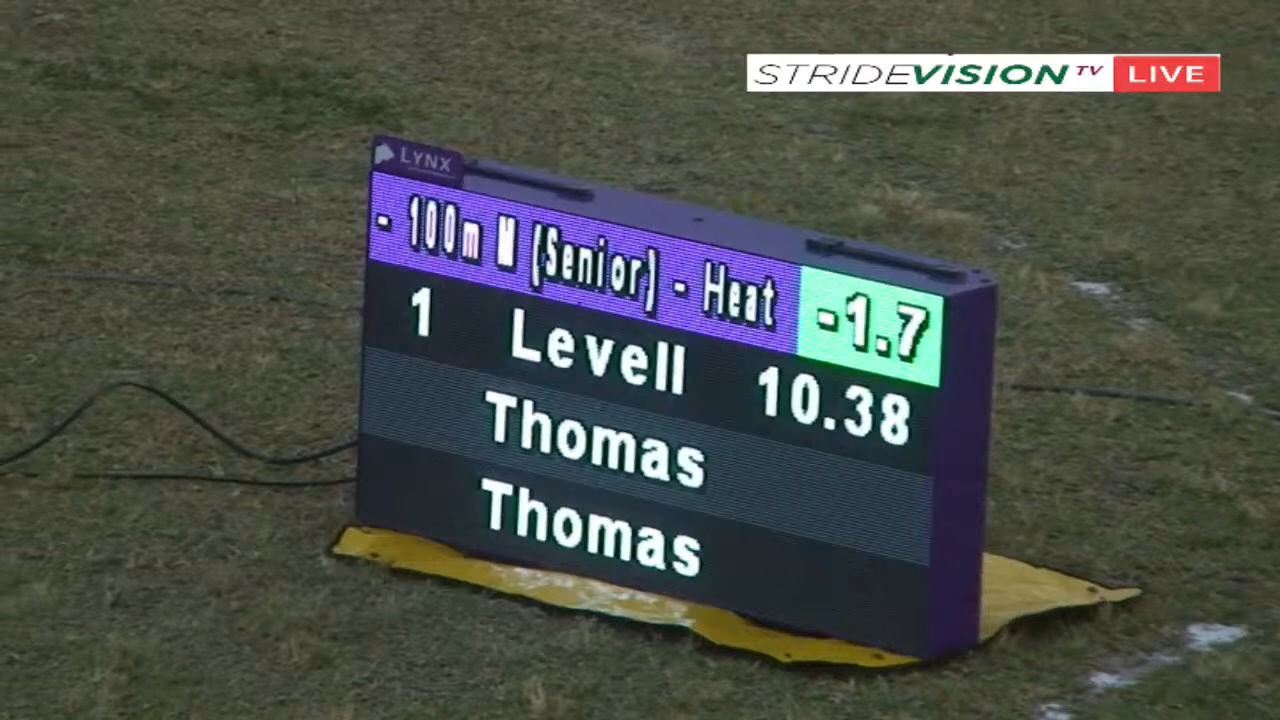 STRIDEVISION TV LIVE
LYNX
- 100m M (Senior) - Heat -1.7
1 Levell 10.38
Thomas
Thomas